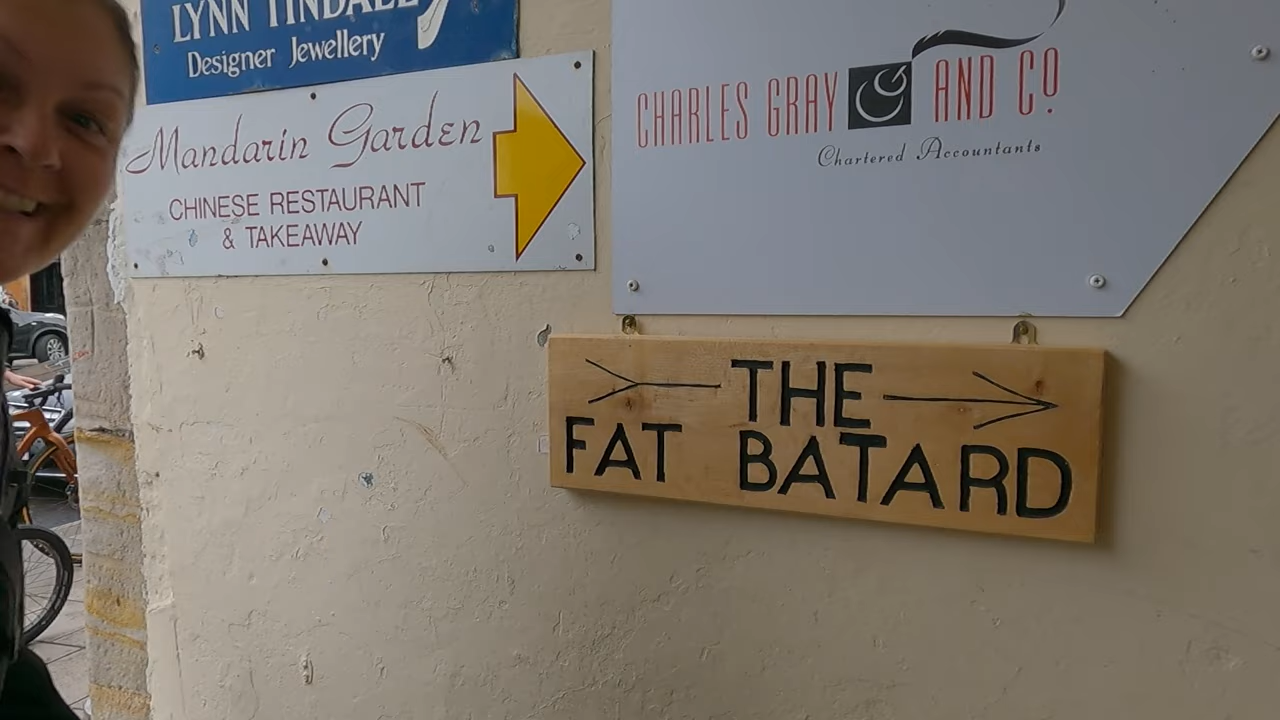 LYNN TINDALL
Designer Jewellery
Mandarin Garden
CHINESE RESTAURANT
& TAKEAWAY
CHARLES GRAY AND CO
Chartered Accountants
THE
FAT BATARD